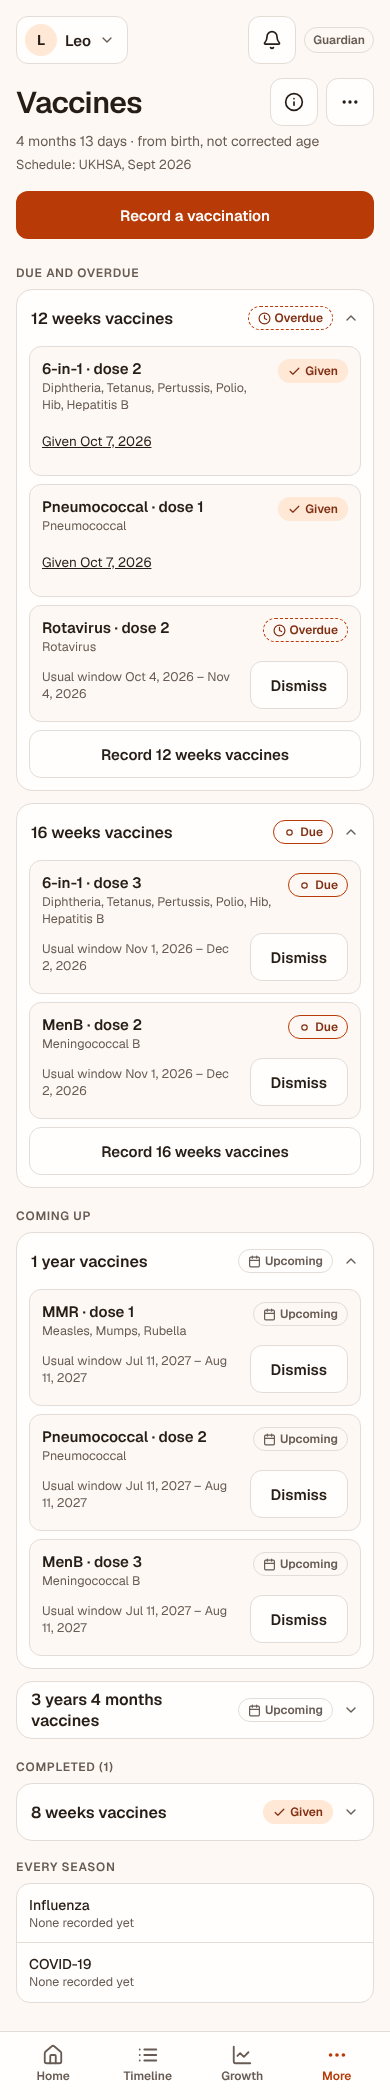 L Leo
Guardian
Vaccines
4 months 13 days · from birth, not corrected age
Schedule: UKHSA, Sept 2026
Record a vaccination
DUE AND OVERDUE
12 weeks vaccines
Overdue
6-in-1 · dose 2
Given
Diphtheria, Tetanus, Pertussis, Polio,
Hib, Hepatitis B
Given Oct 7, 2026
Pneumococcal · dose 1
Given
Pneumococcal
Given Oct 7, 2026
Rotavirus · dose 2
Overdue
Rotavirus
Usual window Oct 4, 2026 – Nov
4, 2026
Dismiss
Record 12 weeks vaccines
16 weeks vaccines
Due
6-in-1 · dose 3
Due
Diphtheria, Tetanus, Pertussis, Polio, Hib,
Hepatitis B
Usual window Nov 1, 2026 – Dec
2, 2026
Dismiss
MenB · dose 2
Due
Meningococcal B
Usual window Nov 1, 2026 – Dec
2, 2026
Dismiss
Record 16 weeks vaccines
COMING UP
1 year vaccines
Upcoming
MMR · dose 1
Upcoming
Measles, Mumps, Rubella
Usual window Jul 11, 2027 – Aug
11, 2027
Dismiss
Pneumococcal · dose 2
Upcoming
Pneumococcal
Usual window Jul 11, 2027 – Aug
11, 2027
Dismiss
MenB · dose 3
Upcoming
Meningococcal B
Usual window Jul 11, 2027 – Aug
11, 2027
Dismiss
3 years 4 months
vaccines
Upcoming
COMPLETED (1)
8 weeks vaccines
Given
EVERY SEASON
Influenza
None recorded yet
COVID-19
None recorded yet
Home
Timeline
Growth
More